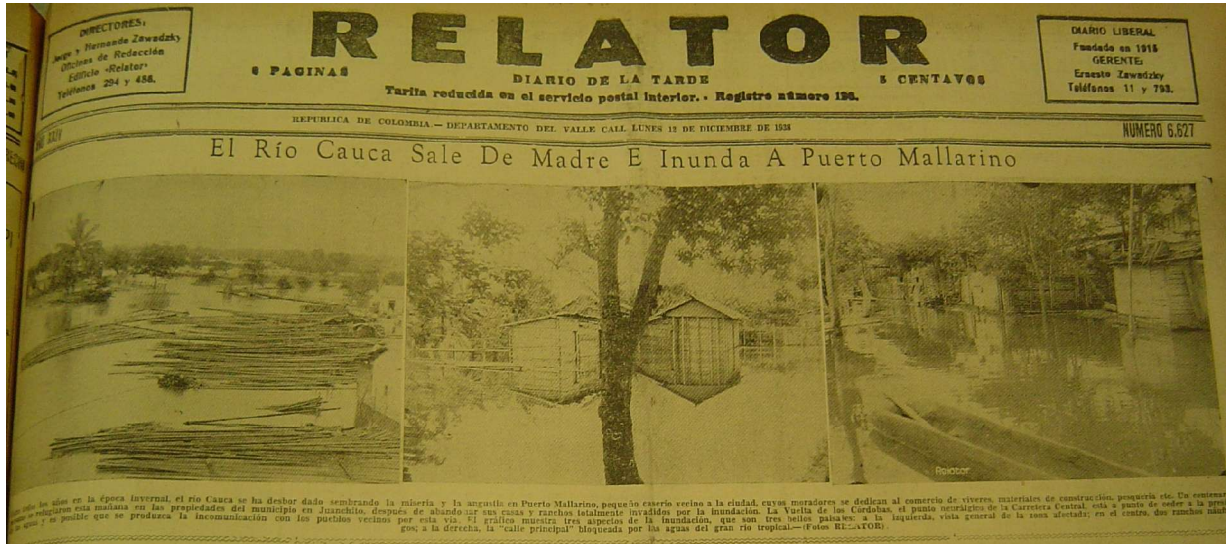 DIRECTORES:
Jorge y Hernando Zawadzky
Oficinas de Redacción
Edificio «Relator»
Teléfonos 294 y 488.
RELATOR
6 PAGINAS
DIARIO DE LA TARDE
5 CENTAVOS
Tarifa reducida en el servicio postal interior. - Registro número 196.
DIARIO LIBERAL
Fundado en 1915
GERENTE:
Ernesto Zawadzky
Teléfonos 11 y 793.
REPUBLICA DE COLOMBIA.— DEPARTAMENTO DEL VALLE CALI, LUNES 12 DE DICIEMBRE DE 1938
NUMERO 6.627
El Río Cauca Sale De Madre E Inunda A Puerto Mallarino
Relator
los años en la época invernal, el río Cauca se ha desbor dado sembrando la miseria y la angustia en Puerto Mallarino, pequeño caserío vecino a la ciudad, cuyos moradores se dedican al comercio de víveres, materiales de construcción, pesquería etc. Un centenar
se refugiaron esta mañana en las propiedades del municipio en Juanchito, después de abandonar sus casas y ranchos totalmente invadidos por la inundación. La Vuelta de los Córdobas, el punto neurálgico de la Carretera Central, está a punto de ceder a la
y es posible que se produzca la incomunicación con los pueblos vecinos por esta vía. El gráfico muestra tres aspectos de la inundación, que son tres bellos paisajes: a la izquierda, vista general de la zona afectada; en el centro, dos ranchos
a la derecha, la "calle principal" bloqueada por las aguas del gran río tropical.—(Fotos RELATOR).